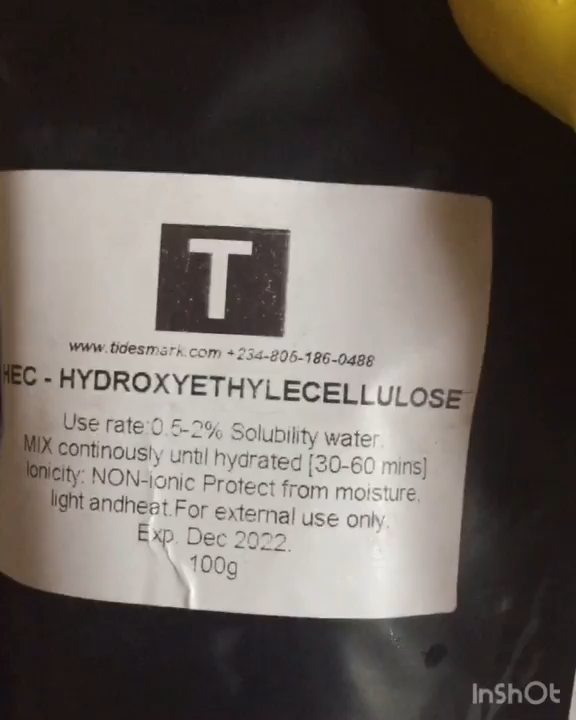 T
www.tidesmark.com +234-806-186-0488
HEC - HYDROXYETHYLECELLULOSE
Use rate:0.5-2% Solubility water.
MIX continously until hydrated [30-60 mins]
Ionicity: NON-ionic Protect from moisture,
light andheat.For external use only.
Exp. Dec 2022.
100g
InShOt